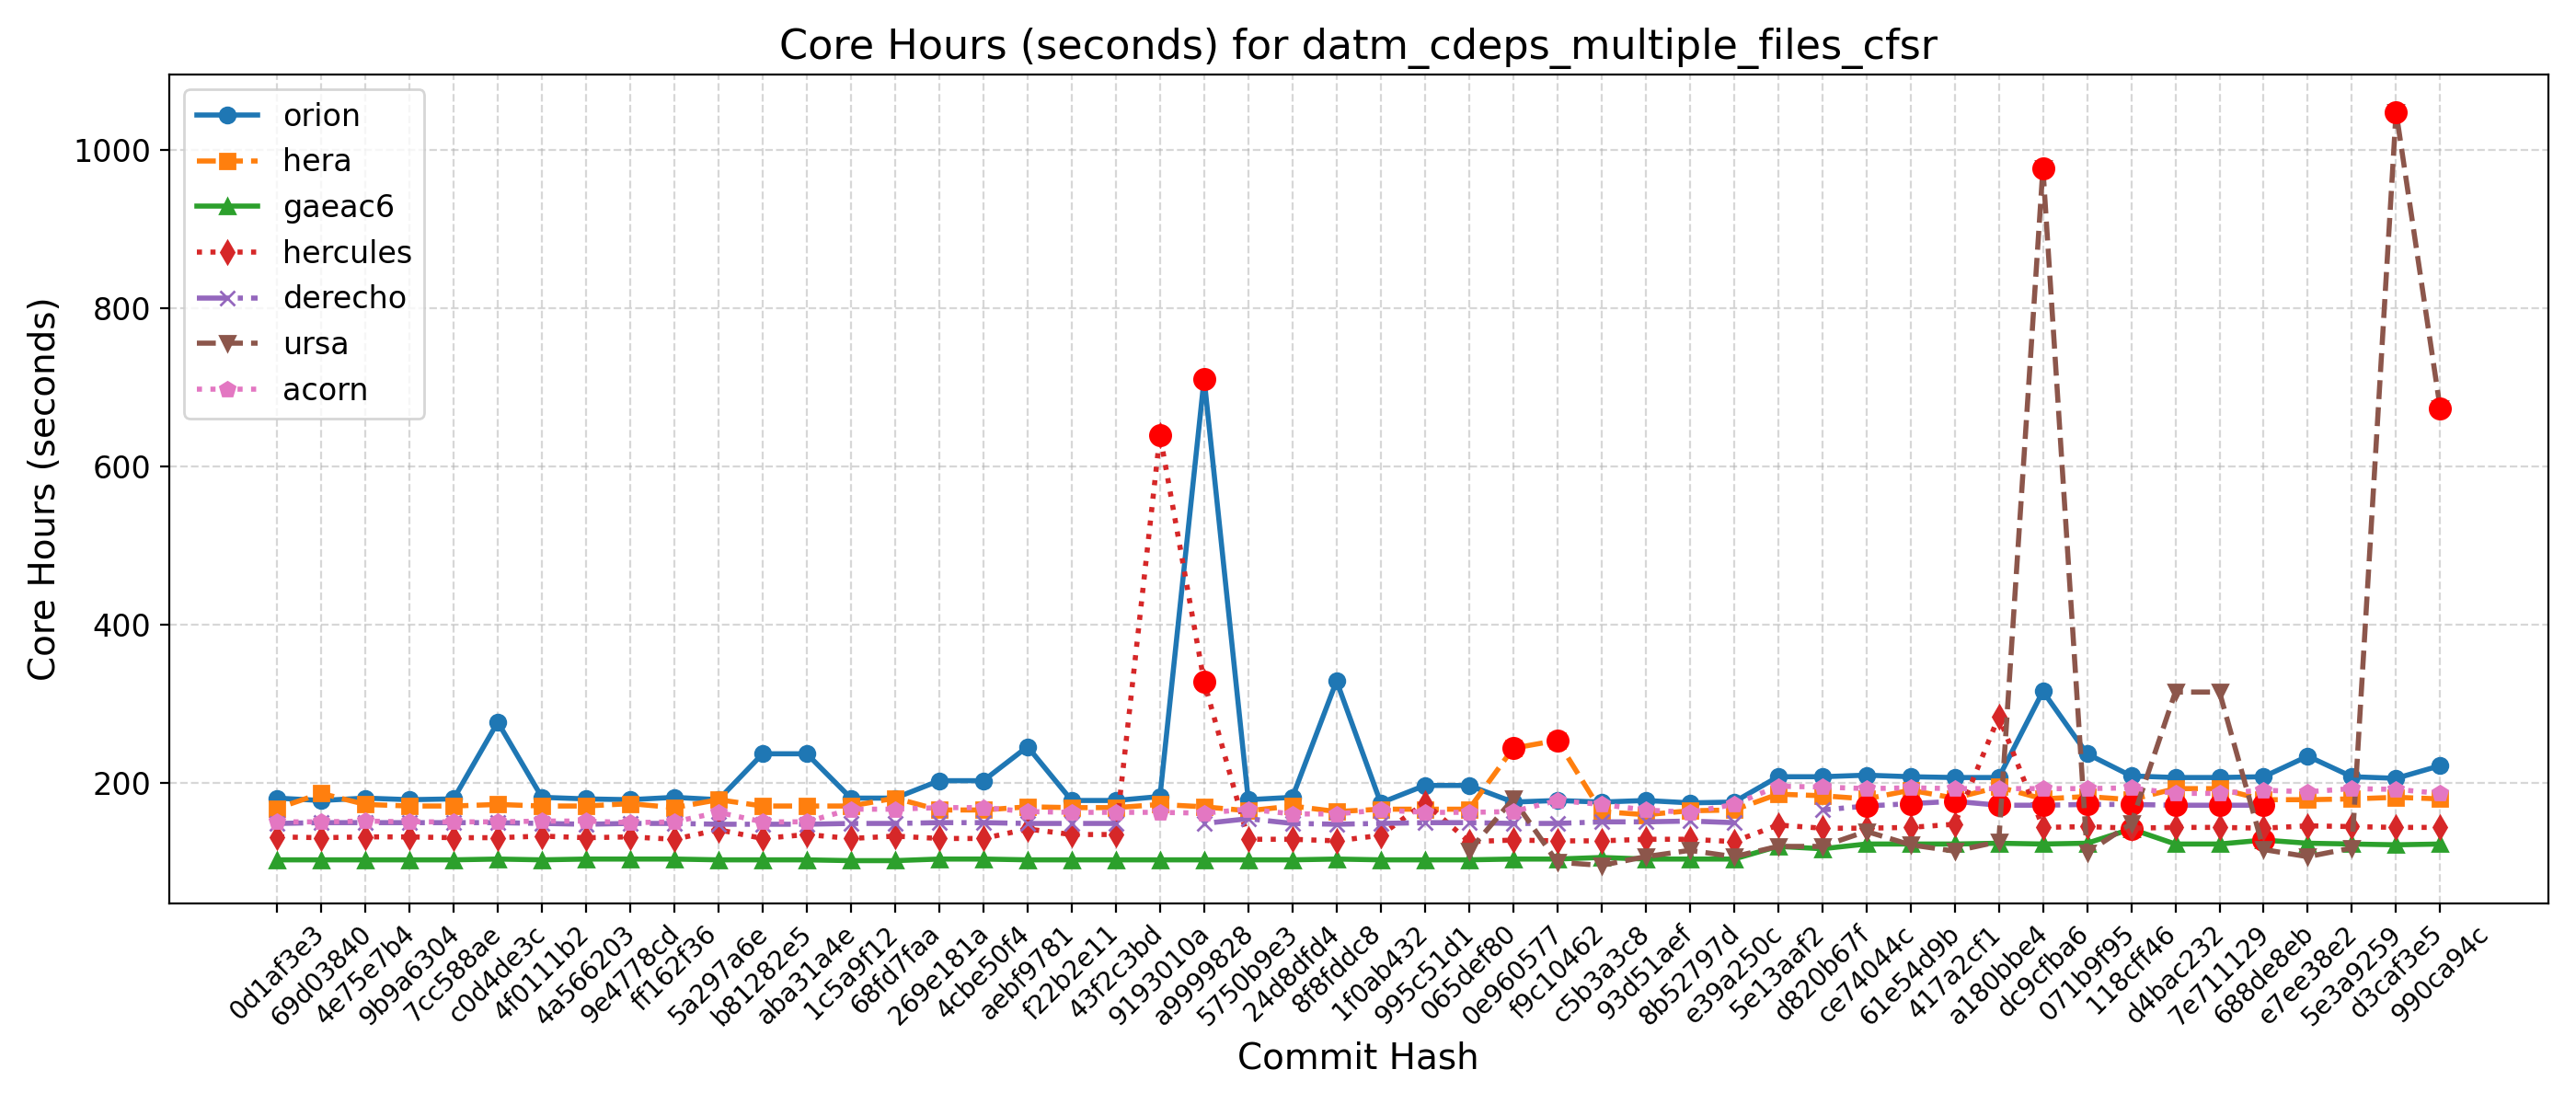 Core Hours (seconds) for datm_cdeps_multiple_files_cfsr
Core Hours (seconds)
1000
800
600
400
200
orion
hera
gaeac6
hercules
derecho
ursa
acorn
0d1af3e3
69d03840
4e75e7b4
9b9a6304
7cc588ae
c0d4de3c
4f0111b2
4a566203
9e4778cd
ff162f36
5a297a6e
b81282e5
aba31a4e
1c5a9f12
68fd7faa
269e181a
4cbe50f4
aebf9781
f22b2e11
43f2c3bd
9193010a
a9999828
5750b9e3
24d8dfd4
8f8fddc8
1f0ab432
995c51d1
065def80
0e960577
f9c10462
c5b3a3c8
93d51aef
8b52797d
e39a250c
5e13aaf2
d820b67f
ce74044c
61e54d9b
417a2cf1
a180bbe4
dc9cfba6
071b9f95
118cff46
d4bac232
7e711129
688de8eb
e7ee38e2
5e3a9259
d3caf3e5
990ca94c
Commit Hash